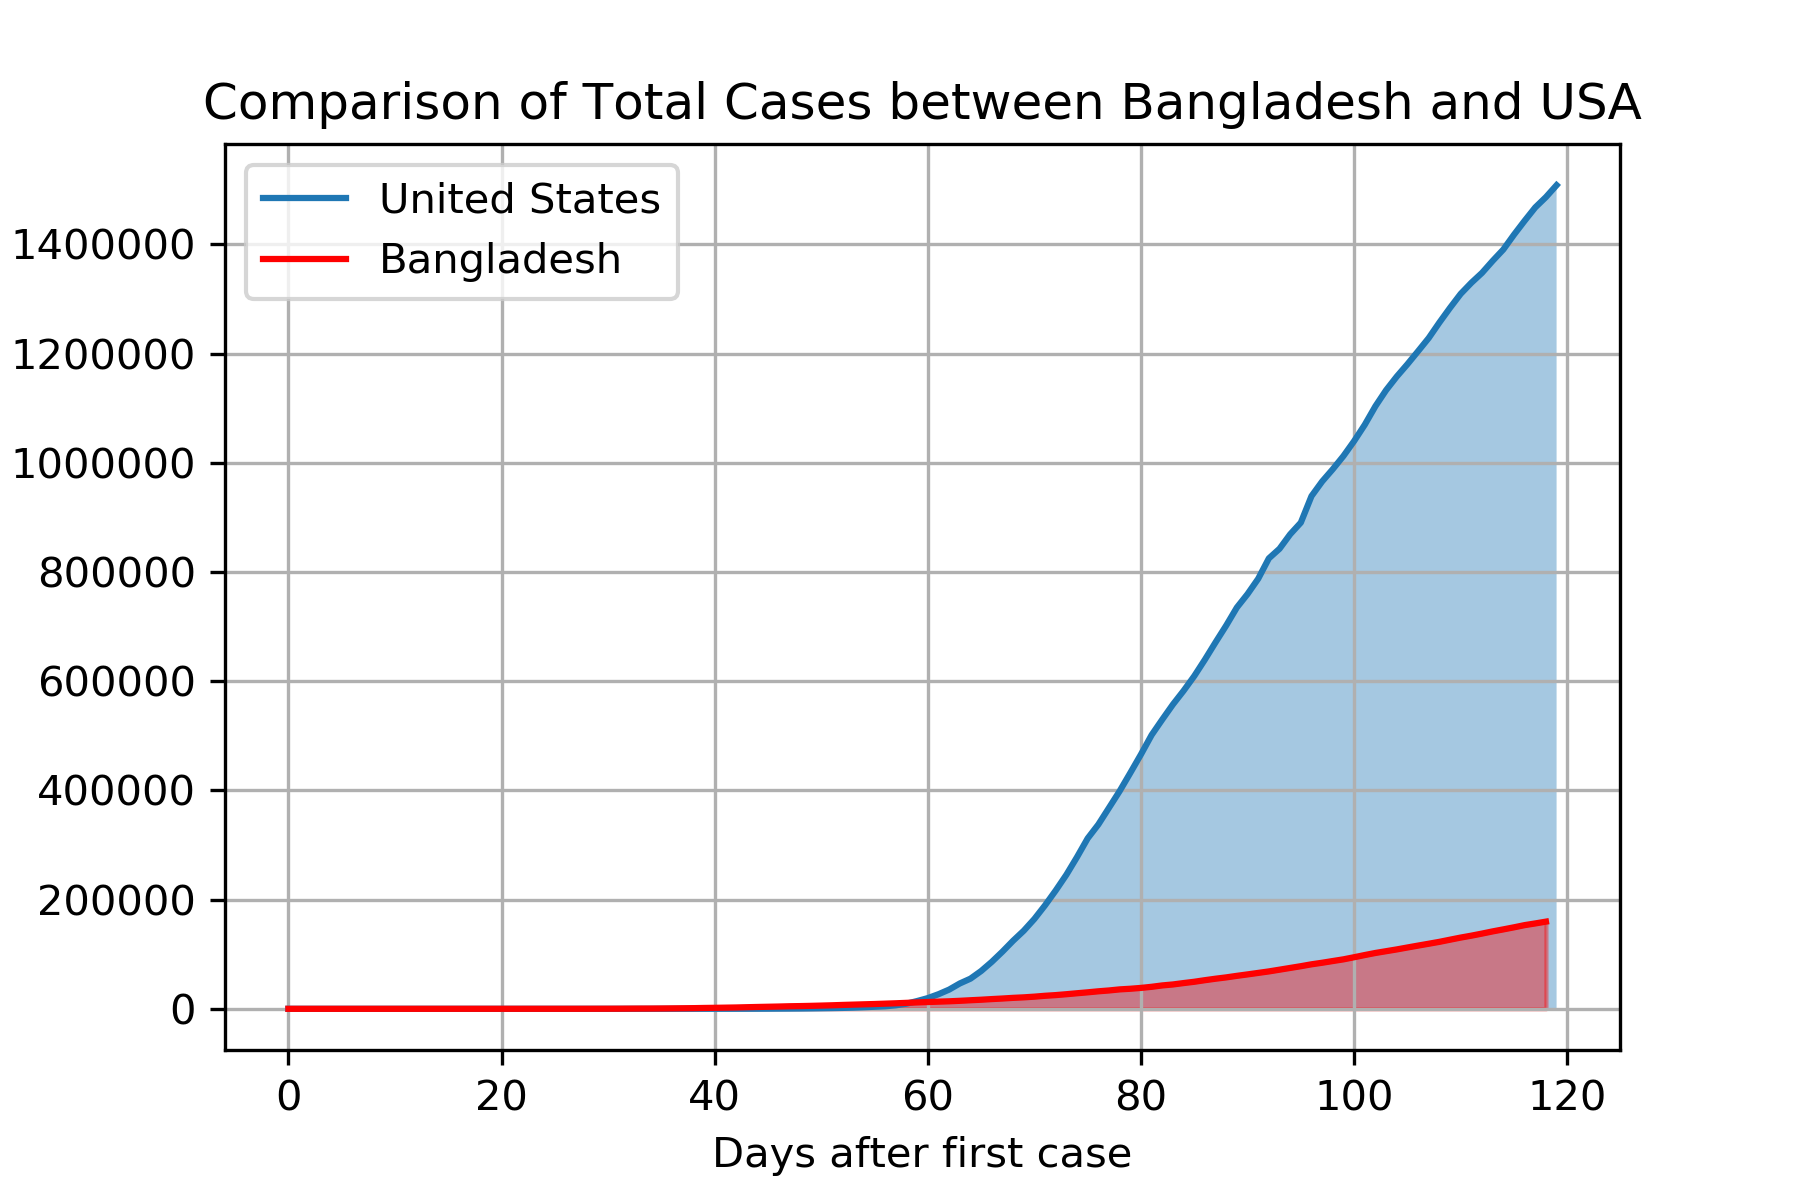 Comparison of Total Cases between Bangladesh and USA
United States
Bangladesh
1400000
1200000
1000000
800000
600000
400000
200000
0
0 20 40 60 80 100 120
Days after first case